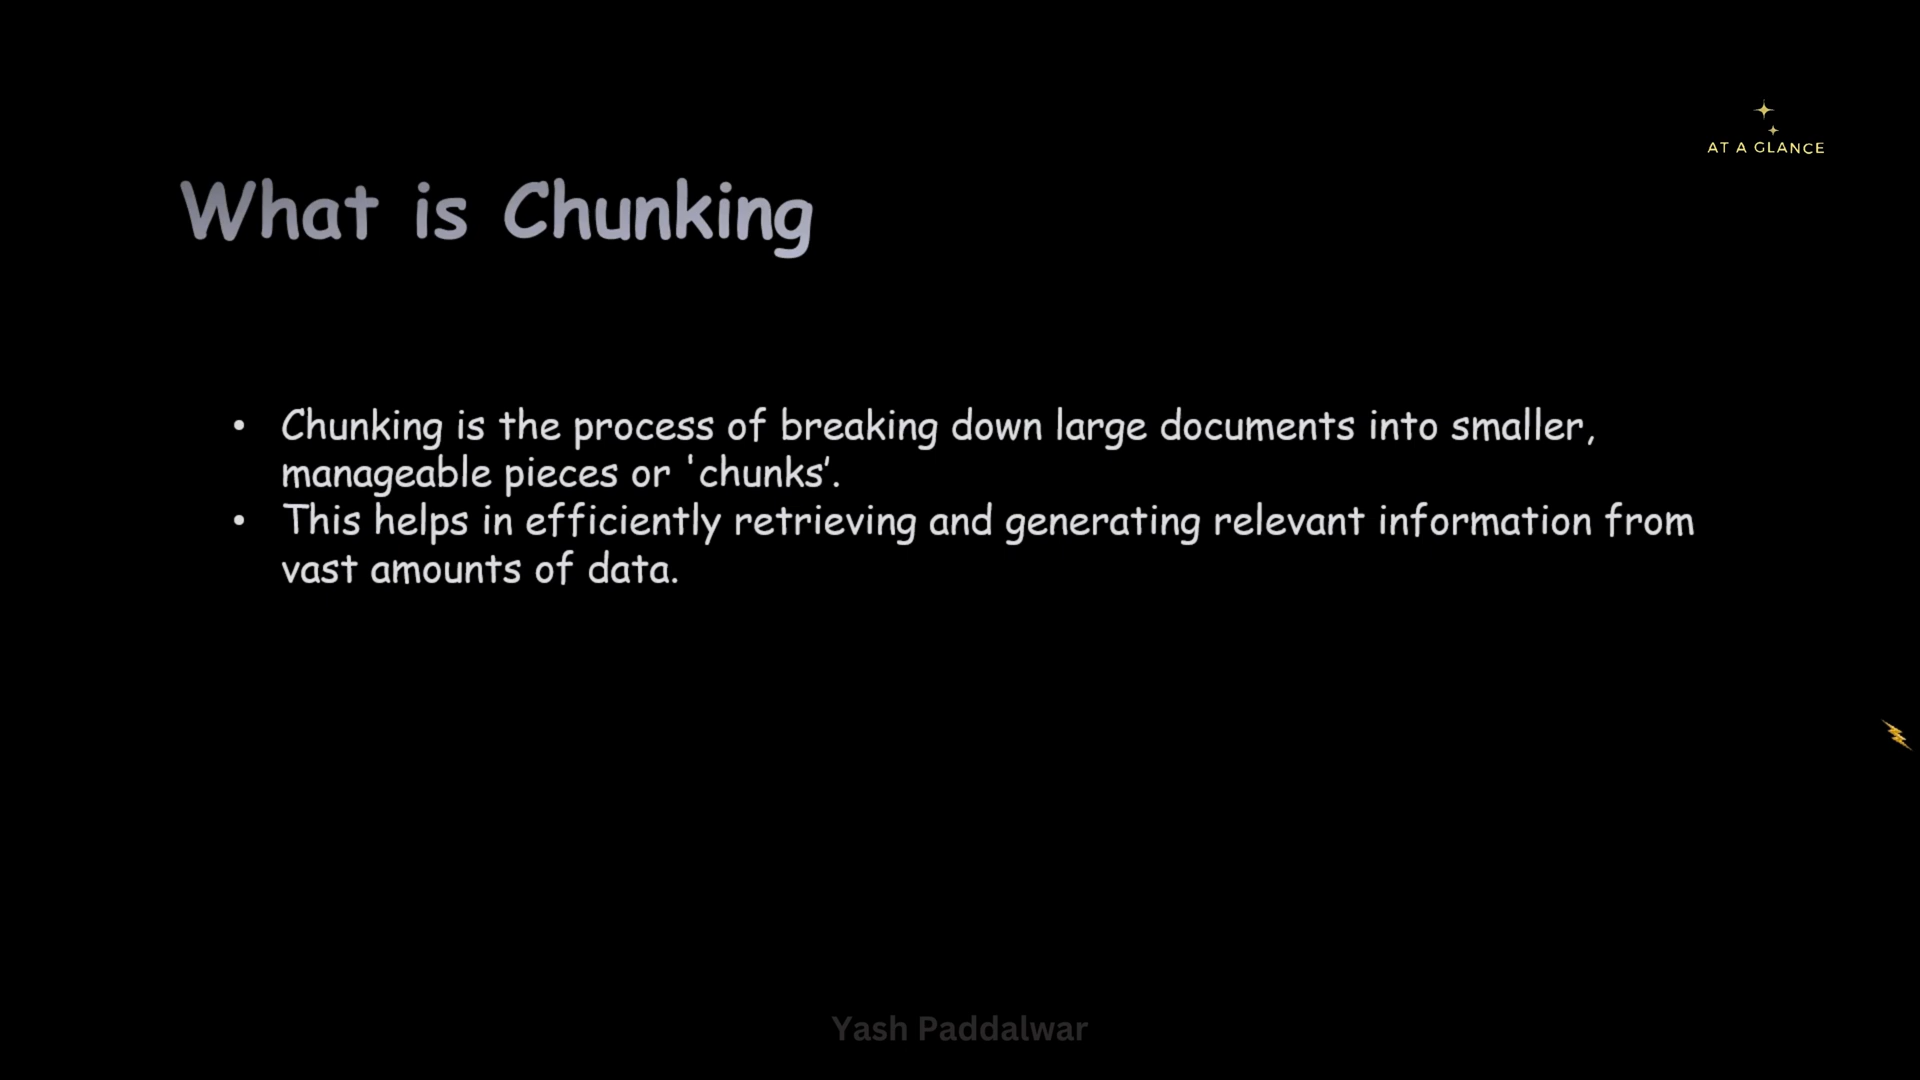 AT A GLANCE
What is Chunking
• Chunking is the process of breaking down large documents into smaller,
manageable pieces or 'chunks’.
• This helps in efficiently retrieving and generating relevant information from
vast amounts of data.
Yash Paddalwar